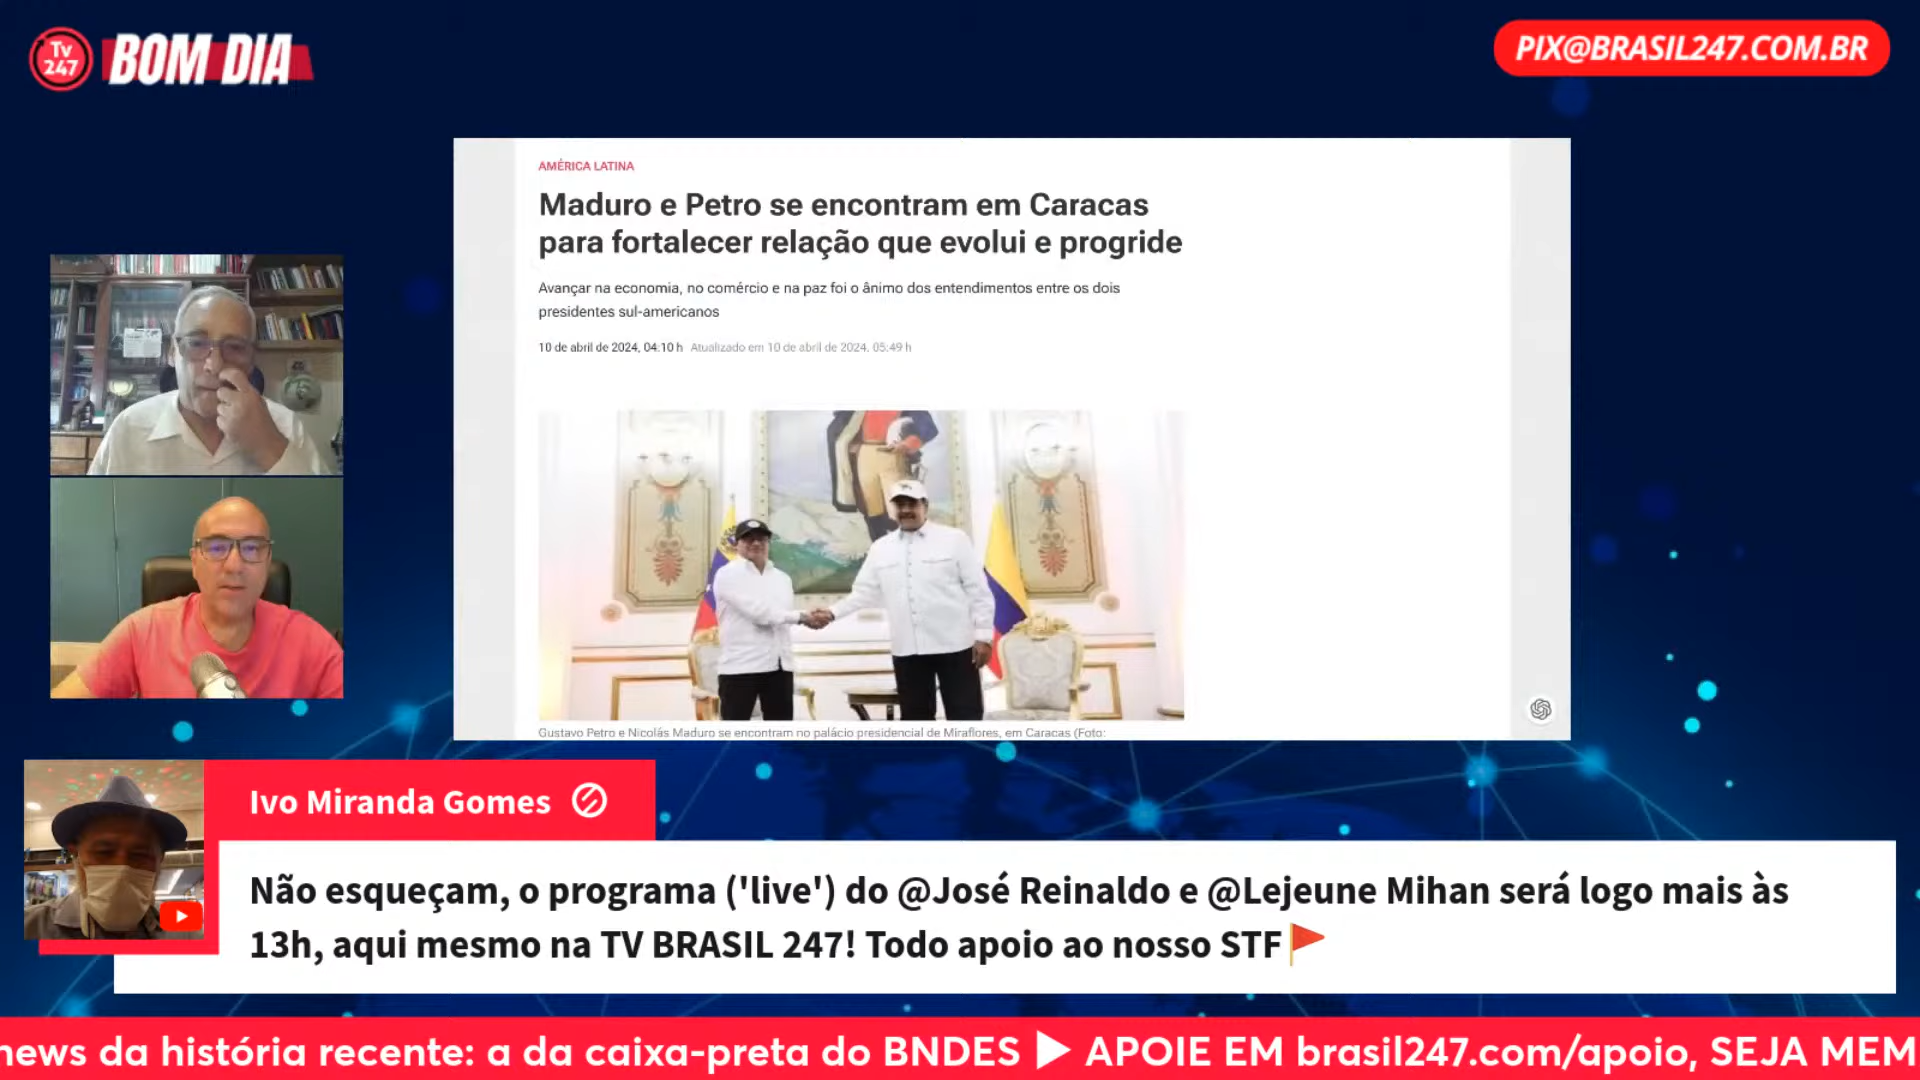 Tv
247
BOM DIA
PIX@BRASIL247.COM.BR
AMÉRICA LATINA
Maduro e Petro se encontram em Caracas
para fortalecer relação que evolui e progride
Avançar na economia, no comércio e na paz foi o ânimo dos entendimentos entre os dois
presidentes sul-americanos
10 de abril de 2024, 04:10 h Atualizado em 10 de abril de 2024, 05:49 h
Gustavo Petro e Nicolás Maduro se encontram no palácio presidencial de Miraflores, em Caracas (Foto:
Ivo Miranda Gomes
Não esqueçam, o programa ('live') do @José Reinaldo e @Lejeune Mihan será logo mais às
13h, aqui mesmo na TV BRASIL 247! Todo apoio ao nosso STF
news da história recente: a da caixa-preta do BNDES ▶ APOIE EM brasil247.com/apoio, SEJA MEM